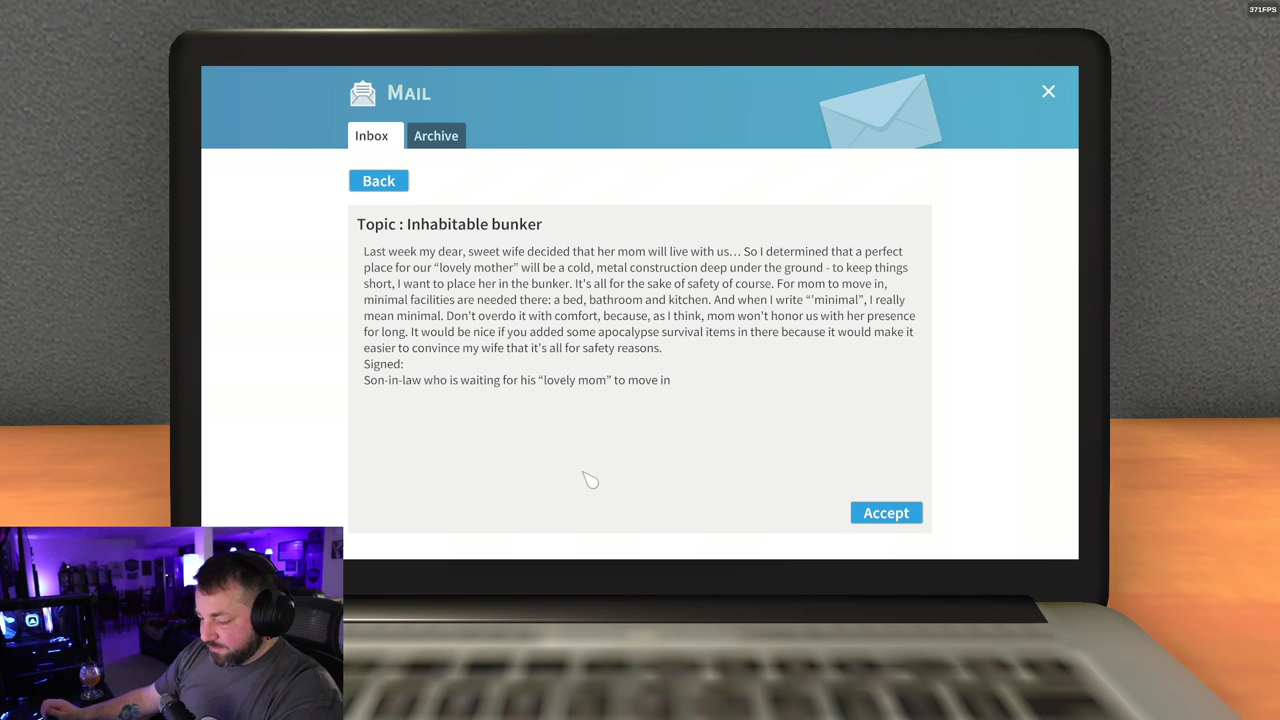 371FPS
MAIL
Inbox
Archive
Back
Topic : Inhabitable bunker
Last week my dear, sweet wife decided that her mom will live with us… So I determined that a perfect
place for our “lovely mother” will be a cold, metal construction deep under the ground - to keep things
short, I want to place her in the bunker. It's all for the sake of safety of course. For mom to move in,
minimal facilities are needed there: a bed, bathroom and kitchen. And when I write “'minimal”, I really
mean minimal. Don't overdo it with comfort, because, as I think, mom won't honor us with her presence
for long. It would be nice if you added some apocalypse survival items in there because it would make it
easier to convince my wife that it's all for safety reasons.
Signed:
Son-in-law who is waiting for his “lovely mom” to move in
Accept